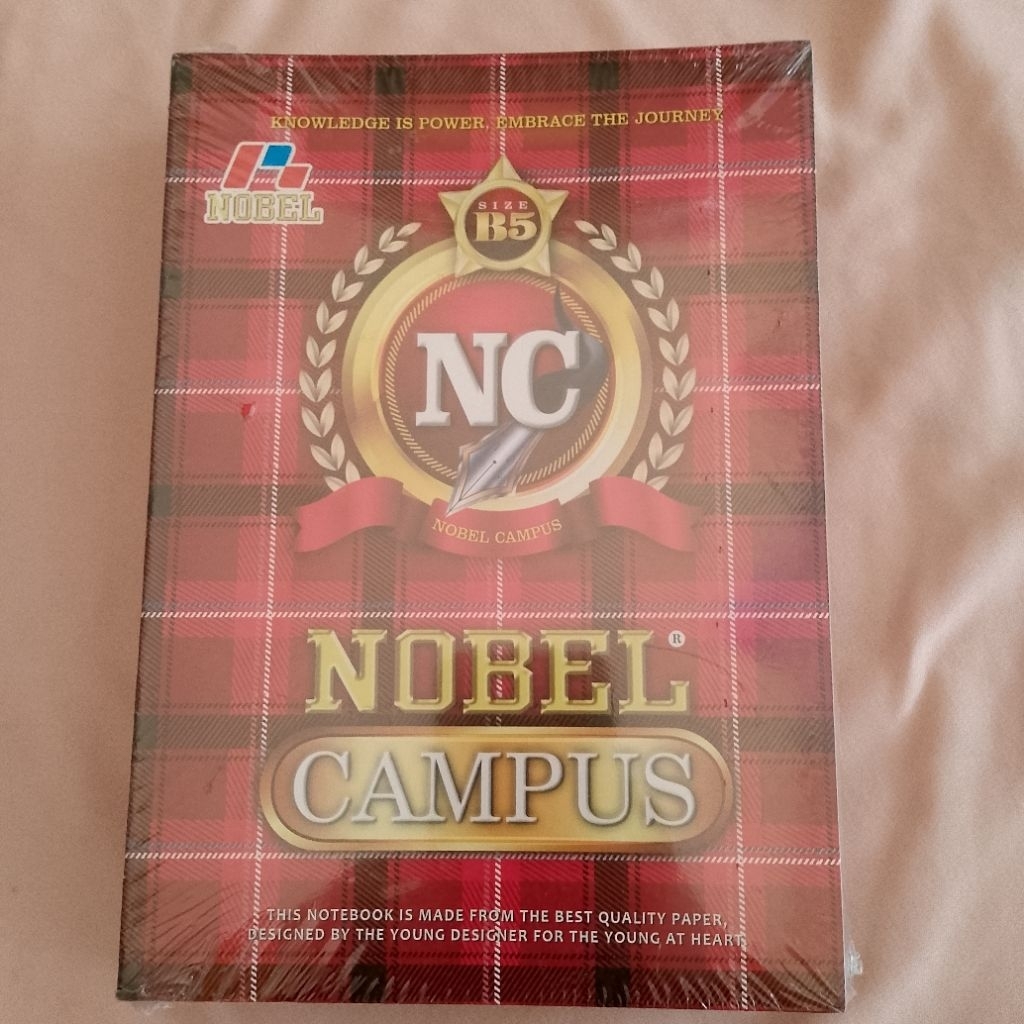 KNOWLEDGE IS POWER, EMBRACE THE JOURNEY
NOBEL
SIZE
B5
NC
NOBEL CAMPUS
NOBEL®
CAMPUS
THIS NOTEBOOK IS MADE FROM THE BEST QUALITY PAPER,
DESIGNED BY THE YOUNG DESIGNER FOR THE YOUNG AT HEART